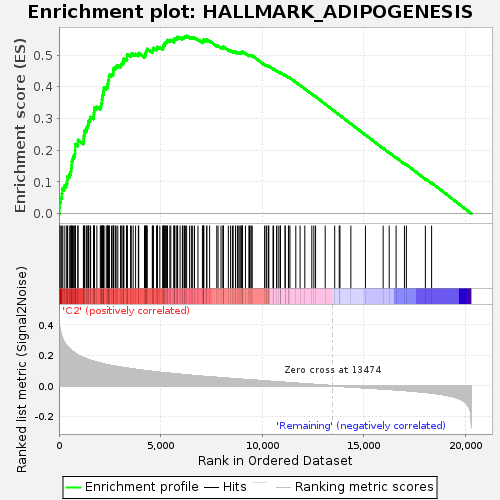 Enrichment plot: HALLMARK_ADIPOGENESIS
Enrichment score (ES)
0.5
0.4
0.3
0.2
0.1
0.0
'C2' (positively correlated)
Ranked list metric (Signal2Noise)
0.4
0.2
0.0
-0.2
Zero cross at 13474
'Remaining' (negatively correlated)
0
5,000
10,000
15,000
20,000
Rank in Ordered Dataset
Enrichment profile
Hits
Ranking metric scores